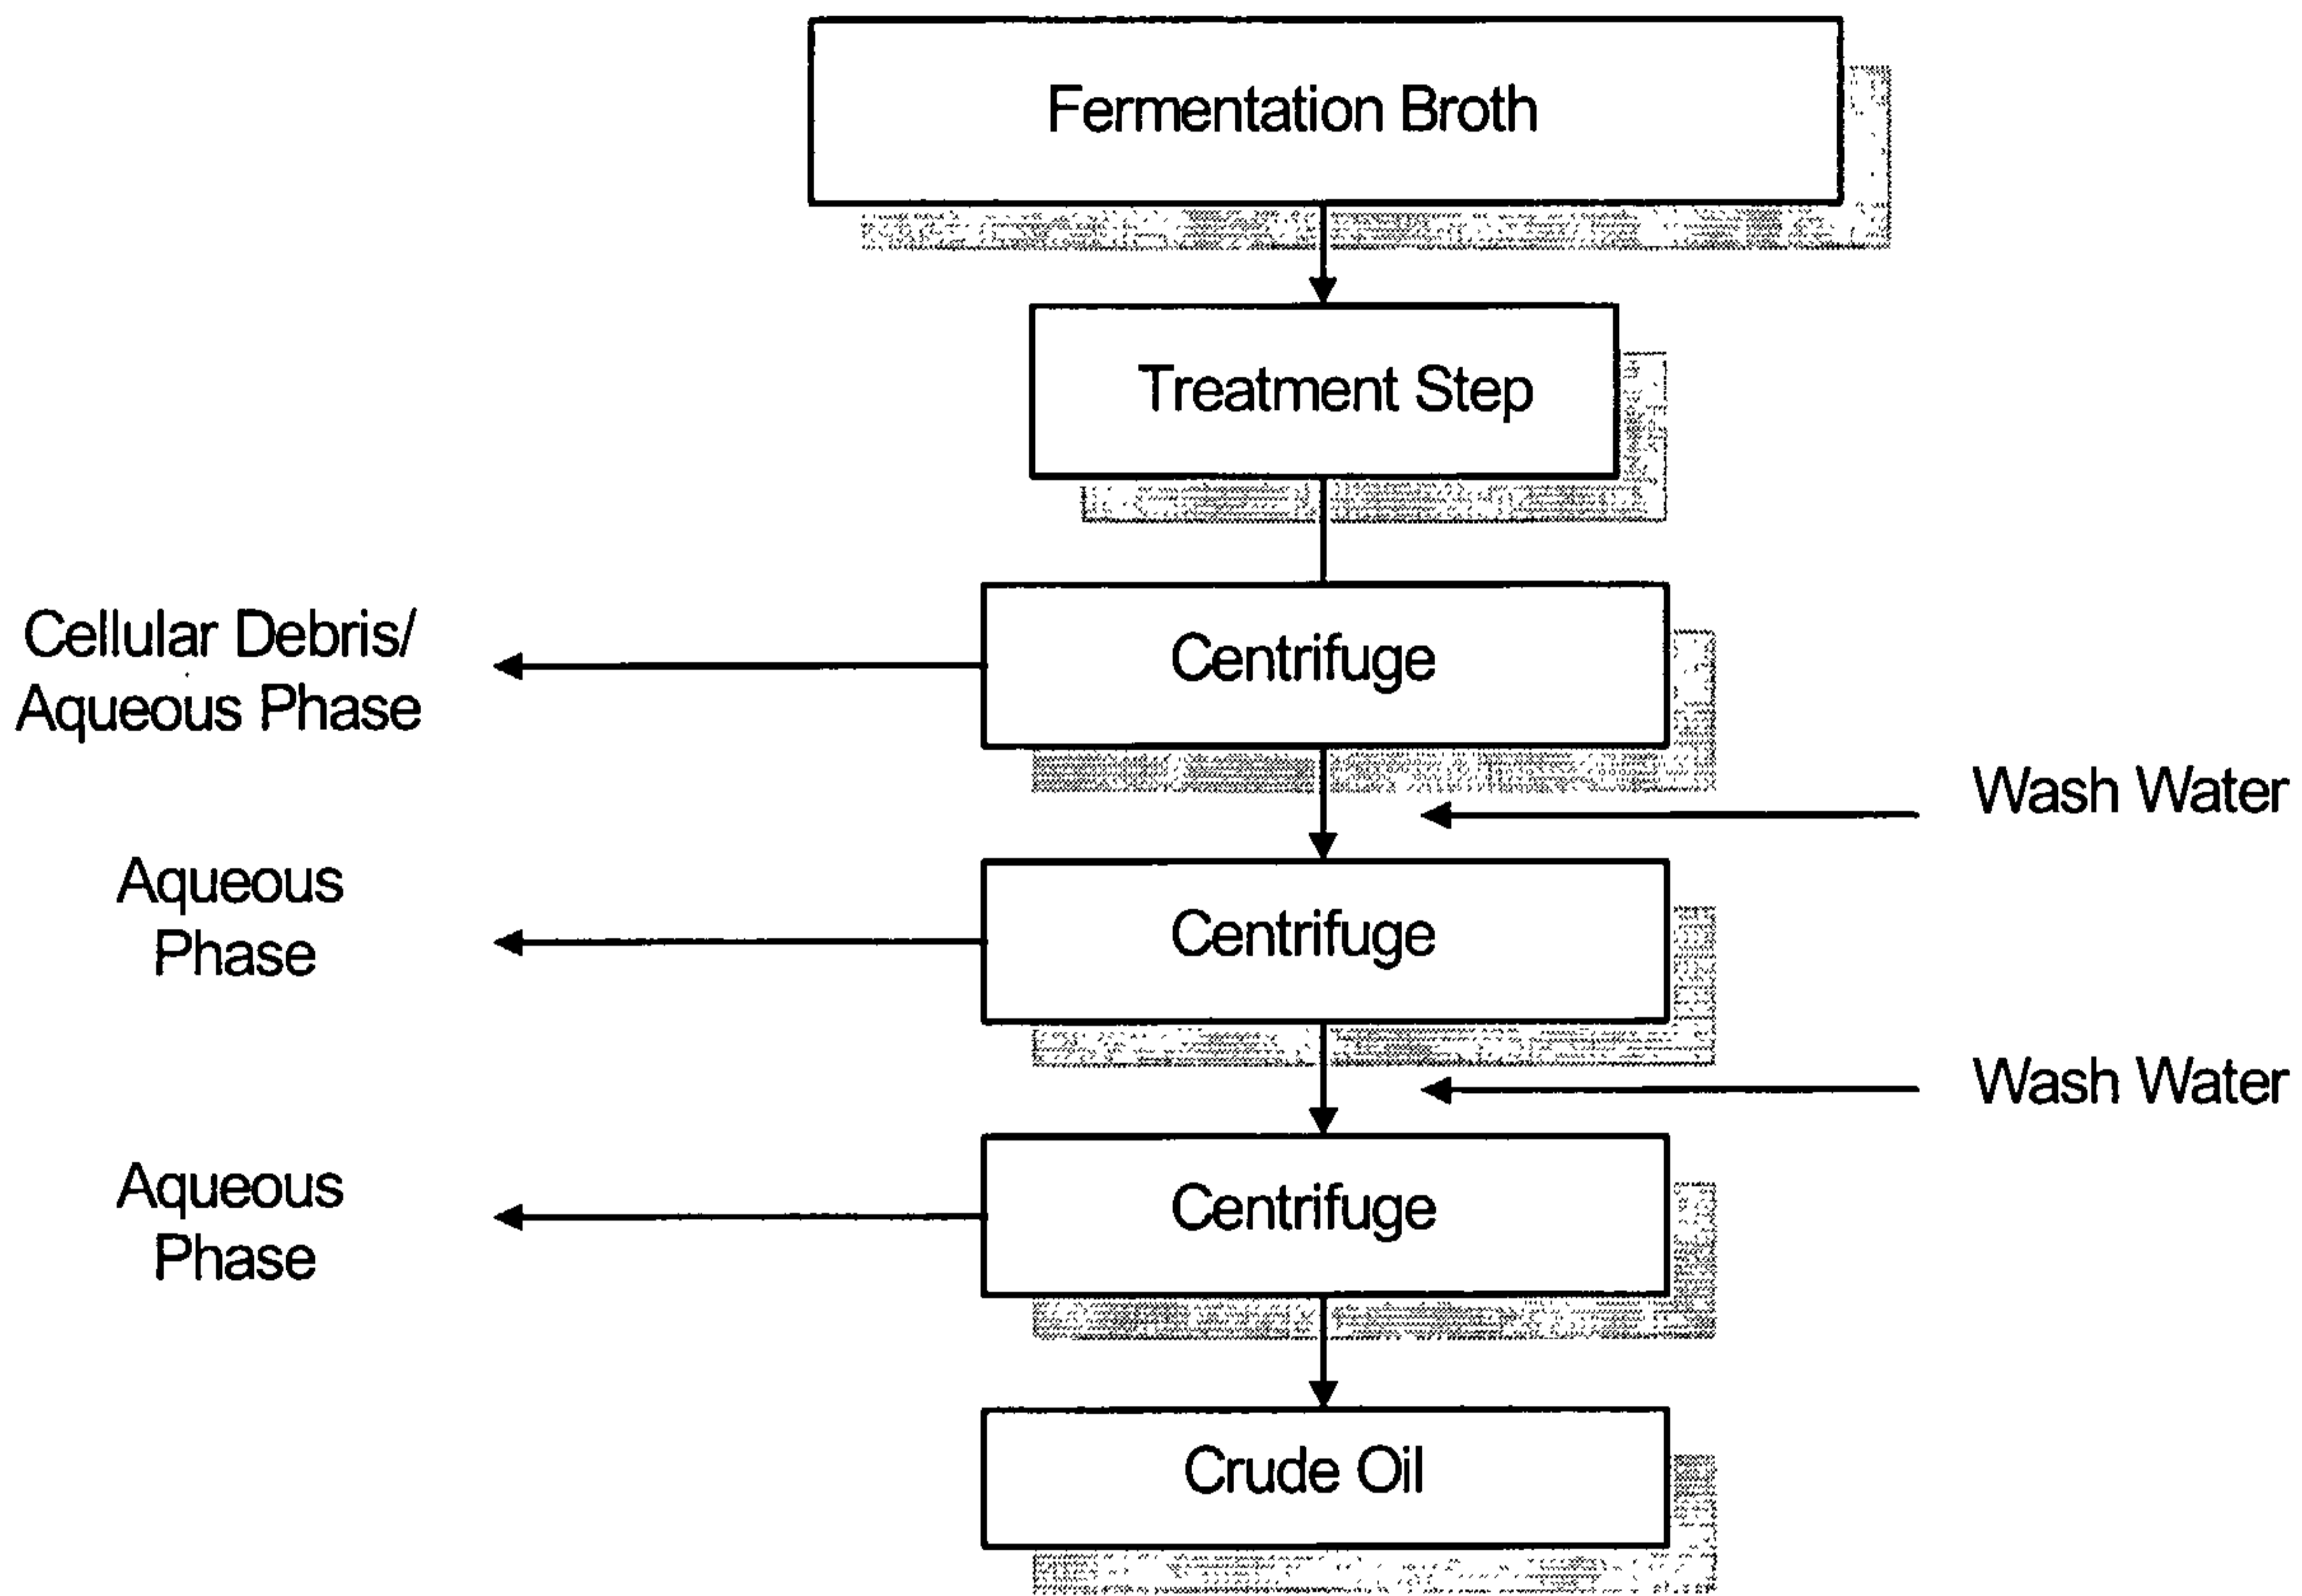 Fermentation Broth
Treatment Step
Cellular Debris/
Aqueous Phase
Centrifuge
Wash Water
Aqueous
Phase
Centrifuge
Wash Water
Aqueous
Phase
Centrifuge
Crude Oil